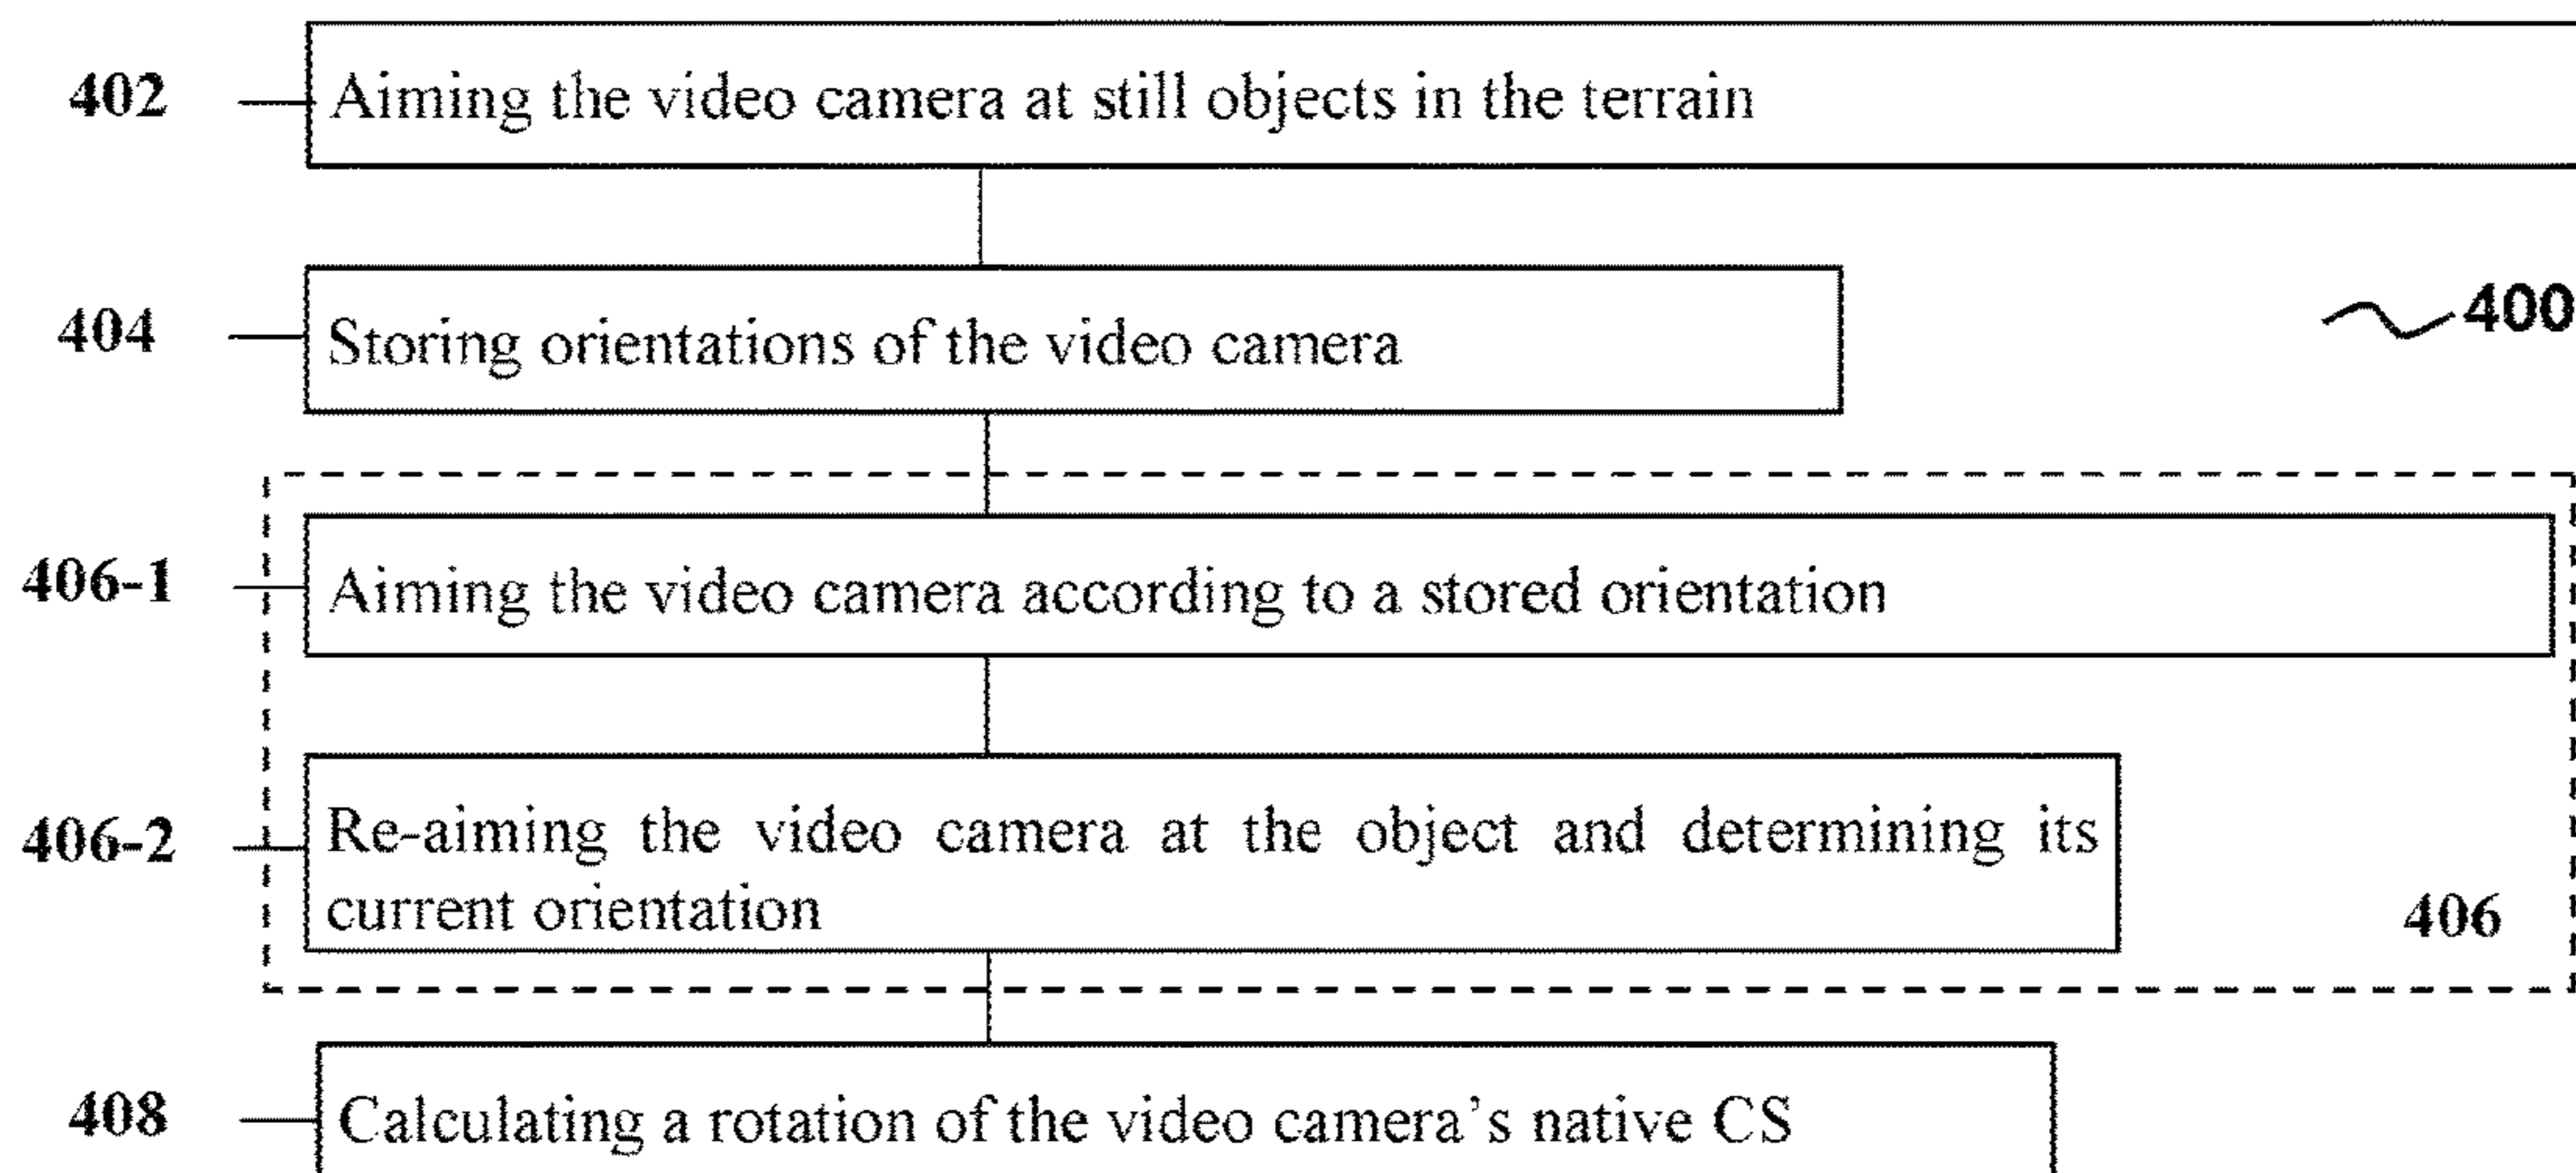 402 Aiming the video camera at still objects in the terrain
404 Storing orientations of the video camera
400
406-1 Aiming the video camera according to a stored orientation
406-2 Re-aiming the video camera at the object and determining its
current orientation
406
408 Calculating a rotation of the video camera's native CS